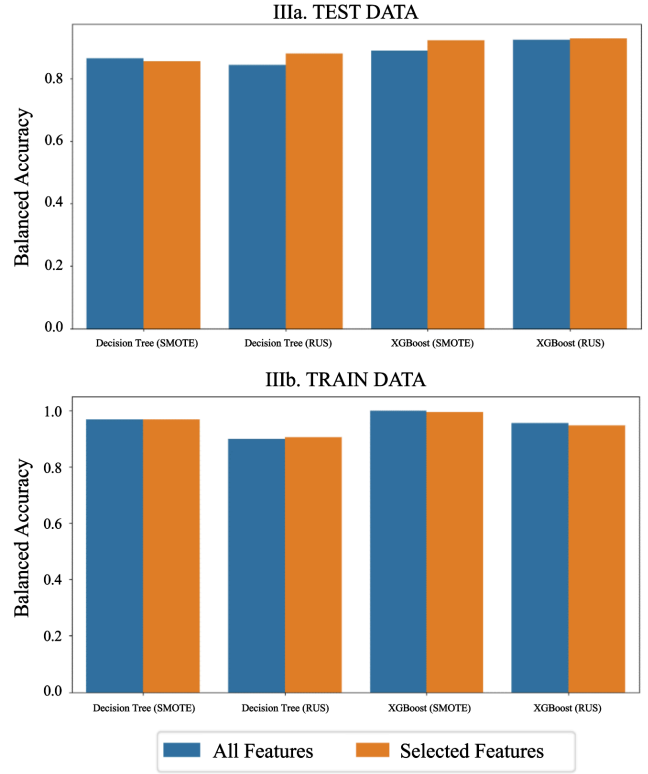 IIIa. TEST DATA
Balanced Accuracy
0.8
0.6
0.4
0.2
0.0
Decision Tree (SMOTE) Decision Tree (RUS) XGBoost (SMOTE) XGBoost (RUS)
IIIb. TRAIN DATA
Balanced Accuracy
1.0
0.8
0.6
0.4
0.2
0.0
Decision Tree (SMOTE) Decision Tree (RUS) XGBoost (SMOTE) XGBoost (RUS)
All Features Selected Features